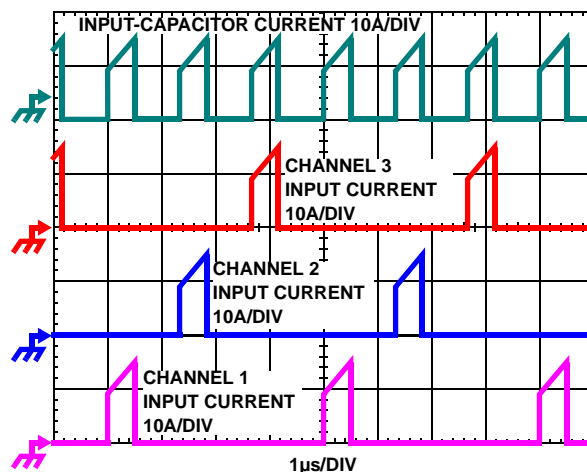 INPUT-CAPACITOR CURRENT 10A/DIV
CHANNEL 3
INPUT CURRENT
10A/DIV
CHANNEL 2
INPUT CURRENT
10A/DIV
CHANNEL 1
INPUT CURRENT
10A/DIV
1µs/DIV